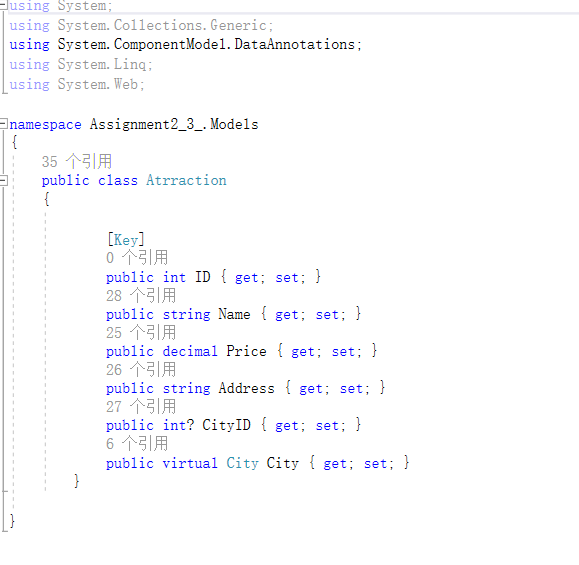 using System;
using System.Collections.Generic;
using System.ComponentModel.DataAnnotations;
using System.Linq;
using System.Web;
namespace Assignment2_3_.Models
{
35 个引用
public class Atrraction
{
[Key]
0 个引用
public int ID { get; set; }
28 个引用
public string Name { get; set; }
25 个引用
public decimal Price { get; set; }
26 个引用
public string Address { get; set; }
27 个引用
public int? CityID { get; set; }
6 个引用
public virtual City City { get; set; }
}
}